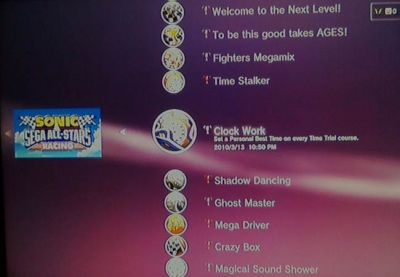 Welcome to the Next Level!
To be this good takes AGES!
Fighters Megamix
Time Stalker
SONIC
SEGA ALL-STARS
RACING
Clock Work
Set a Personal Best Time on every Time Trial course.
2010/3/13 10:50 PM
Shadow Dancing
Ghost Master
Mega Driver
Crazy Box
Magical Sound Shower